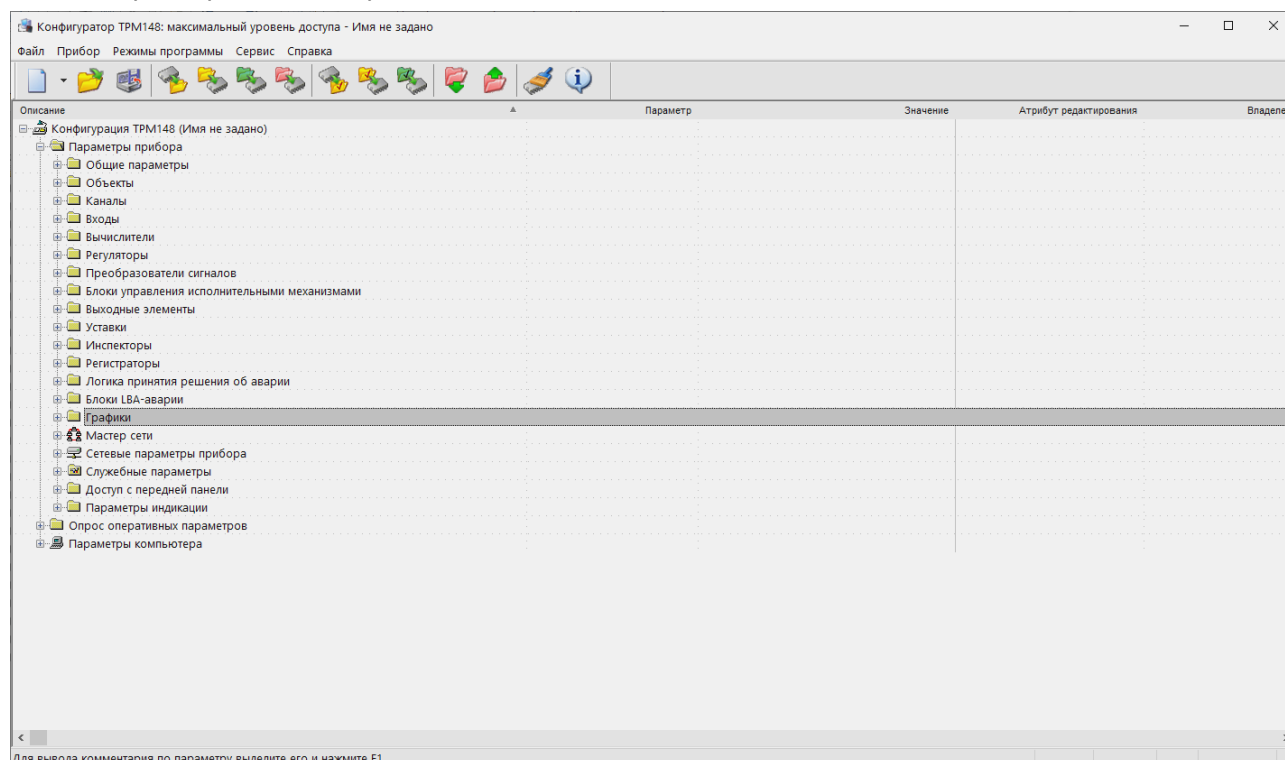 Конфигуратор ТРМ148: максимальный уровень доступа - Имя не задано
Файл Прибор Режимы программы Сервис Справка
Описание Параметр Значение Атрибут редактирования Владеле
Конфигурация ТРМ148 (Имя не задано)
Параметры прибора
Общие параметры
Объекты
Каналы
Входы
Вычислители
Регуляторы
Преобразователи сигналов
Блоки управления исполнительными механизмами
Выходные элементы
Уставки
Инспекторы
Регистраторы
Логика принятия решения об аварии
Блоки LBA-аварии
Графики
Мастер сети
Сетевые параметры прибора
Служебные параметры
Доступ с передней панели
Параметры индикации
Опрос оперативных параметров
Параметры компьютера
Для вывода комментария по параметру выделите его и нажмите F1